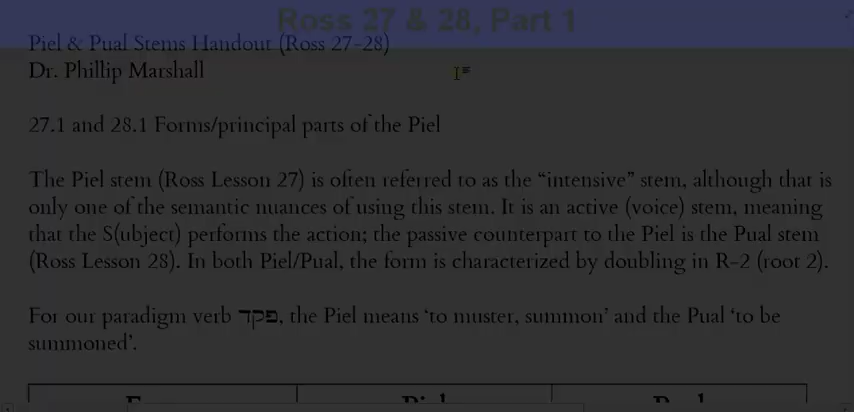 Ross 27 & 28, Part 1
Piel & Pual Stems Handout (Ross 27-28)
Dr. Phillip Marshall
27.1 and 28.1 Forms/principal parts of the Piel
The Piel stem (Ross Lesson 27) is often referred to as the “intensive” stem, although that is
only one of the semantic nuances of using this stem. It is an active (voice) stem, meaning
that the S(ubject) performs the action; the passive counterpart to the Piel is the Pual stem
(Ross Lesson 28). In both Piel/Pual, the form is characterized by doubling in R-2 (root 2).
For our paradigm verb פקד, the Piel means ‘to muster, summon’ and the Pual ‘to be
summoned’.